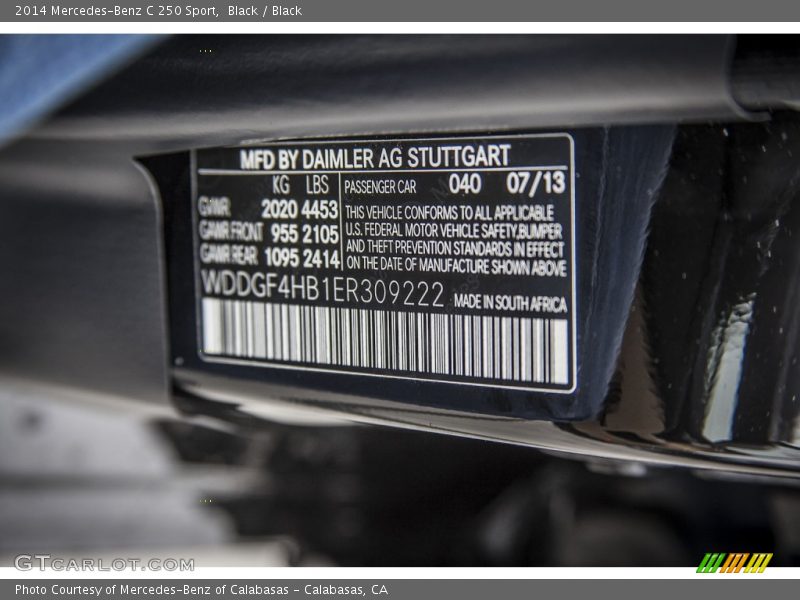 2014 Mercedes-Benz C 250 Sport, Black / Black
MFD BY DAIMLER AG STUTTGART
KG LBS
GVWR 2020 4453
GAWR FRONT 955 2105
GAWR REAR 1095 2414
PASSENGER CAR 040 07/13
THIS VEHICLE CONFORMS TO ALL APPLICABLE
U.S. FEDERAL MOTOR VEHICLE SAFETY, BUMPER
AND THEFT PREVENTION STANDARDS IN EFFECT
ON THE DATE OF MANUFACTURE SHOWN ABOVE
WDDGF4HB1ER309222 MADE IN SOUTH AFRICA
GTCARLOT.COM
Photo Courtesy of Mercedes-Benz of Calabasas - Calabasas, CA